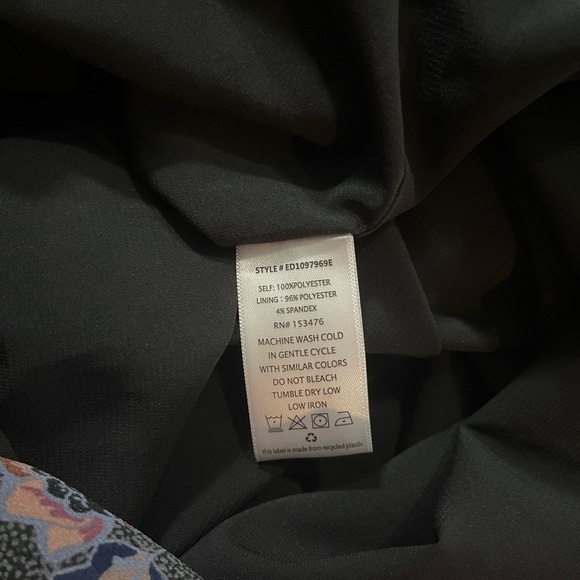 STYLE # ED1097969E
SELF: 100%POLYESTER
LINING : 96% POLYESTER
4% SPANDEX
RN# 153476
MACHINE WASH COLD
IN GENTLE CYCLE
WITH SIMILAR COLORS
DO NOT BLEACH
TUMBLE DRY LOW
LOW IRON
this label is made from recycled plastic